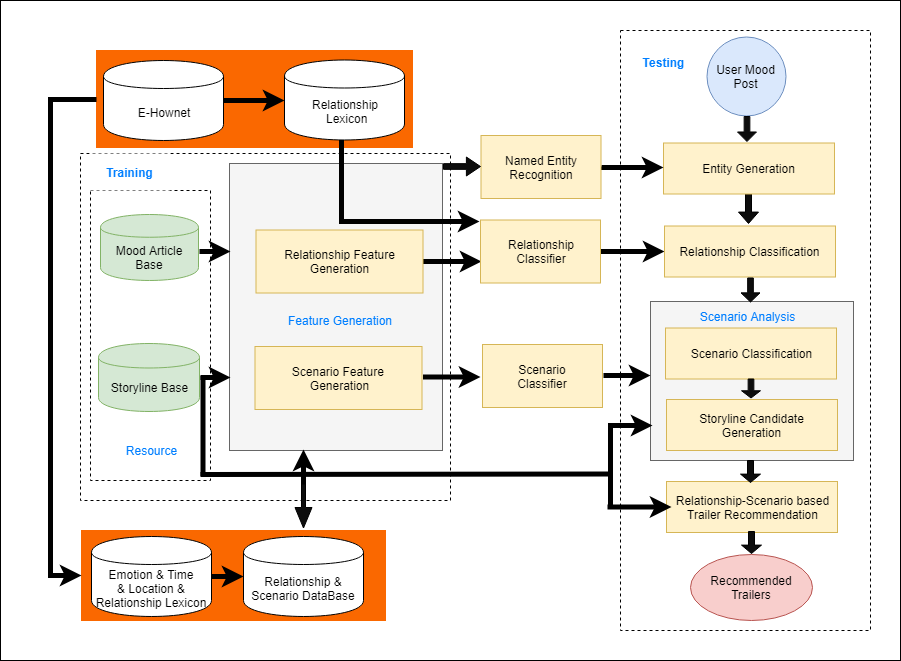 E-Hownet
Relationship
Lexicon
Training
Mood Article
Base
Storyline Base
Resource
Relationship Feature
Generation
Feature Generation
Scenario Feature
Generation
Named Entity
Recognition
Relationship
Classifier
Scenario
Classifier
Emotion & Time
& Location &
Relationship Lexicon
Relationship &
Scenario DataBase
Testing
User Mood
Post
Entity Generation
Relationship Classification
Scenario Analysis
Scenario Classification
Storyline Candidate
Generation
Relationship-Scenario based
Trailer Recommendation
Recommended
Trailers